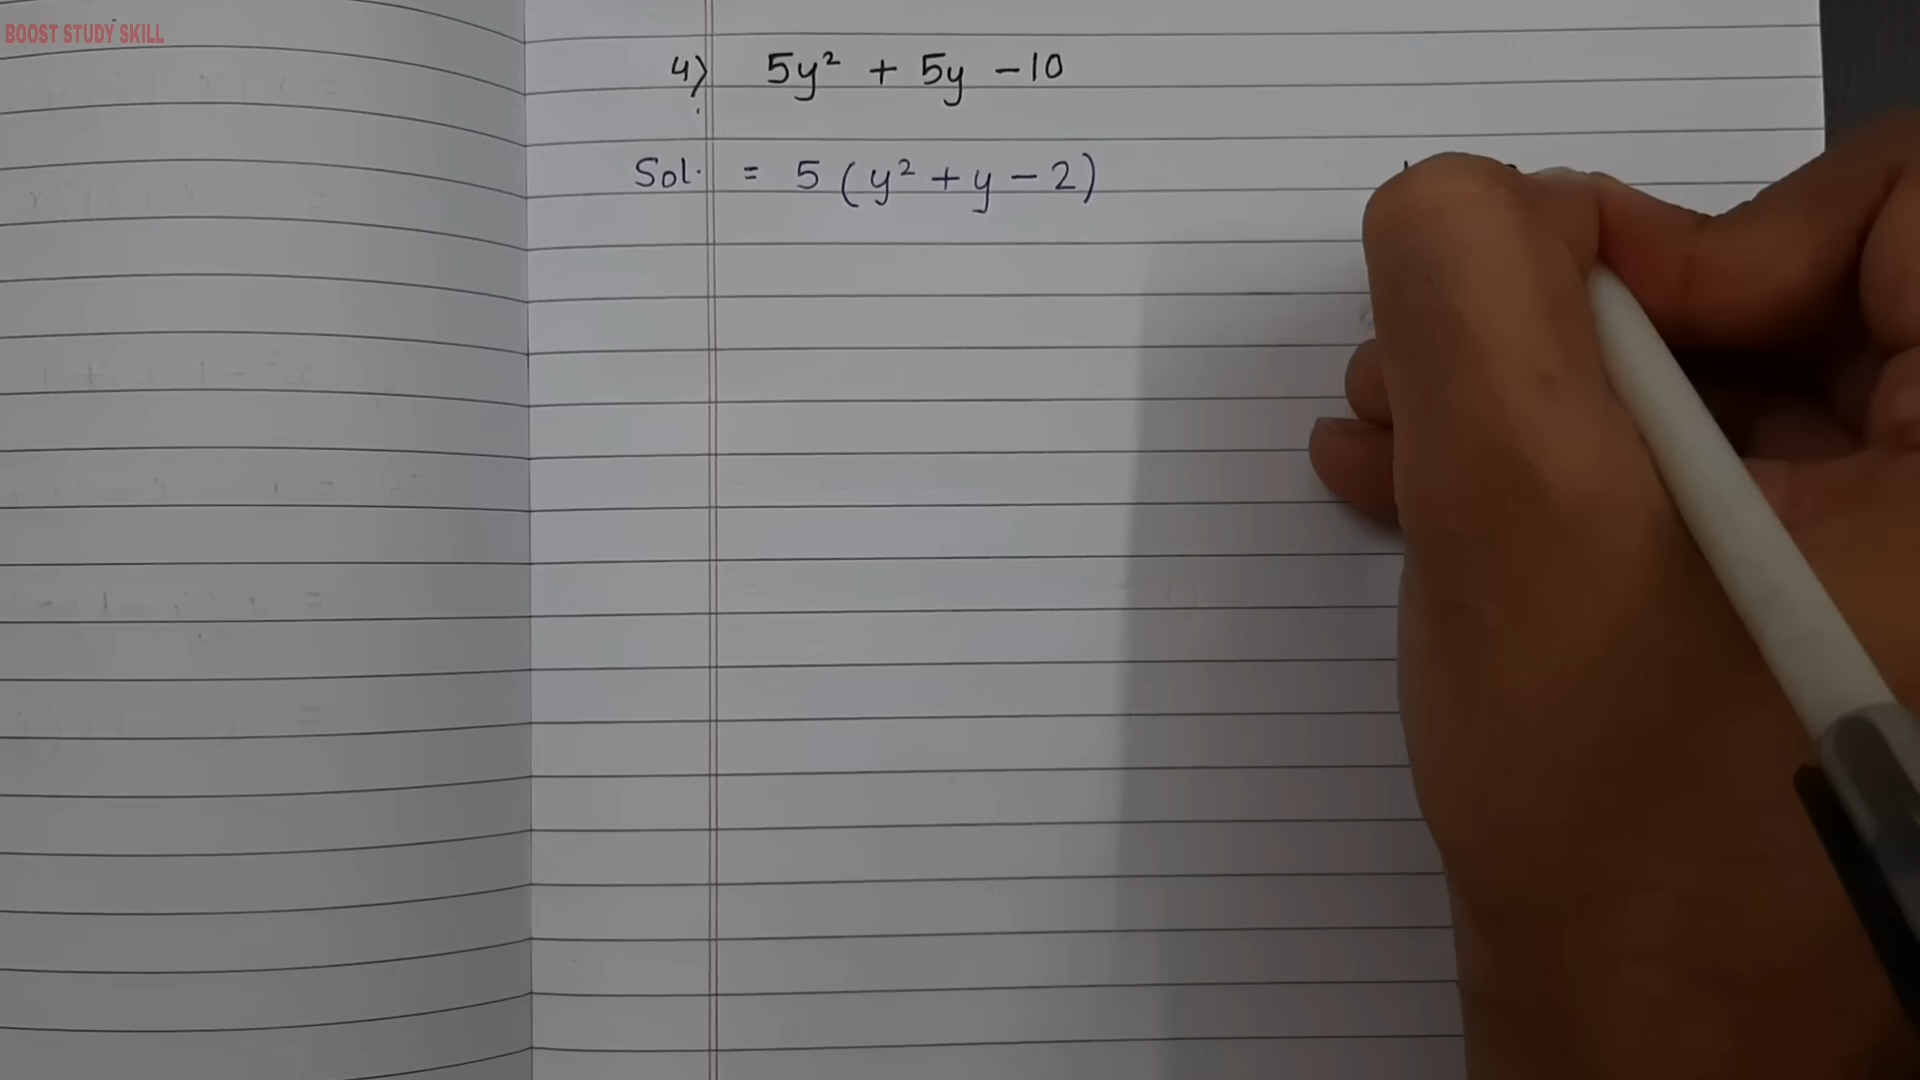 BOOST STUDY SKILL
4) 5y² + 5y - 10
Sol. = 5 (y² + y - 2)